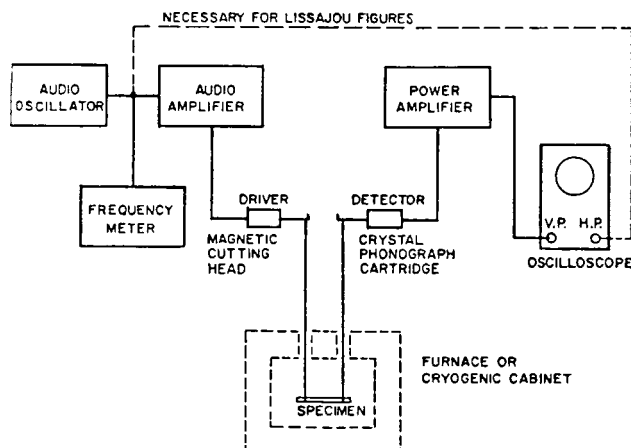 NECESSARY FOR LISSAJOU FIGURES
AUDIO
OSCILLATOR
AUDIO
AMPLIFIER
POWER
AMPLIFIER
FREQUENCY
METER
DRIVER
MAGNETIC
CUTTING
HEAD
DETECTOR
CRYSTAL
PHONOGRAPH
CARTRIDGE
V.P. H.P.
OSCILLOSCOPE
FURNACE OR
CRYOGENIC CABINET
SPECIMEN